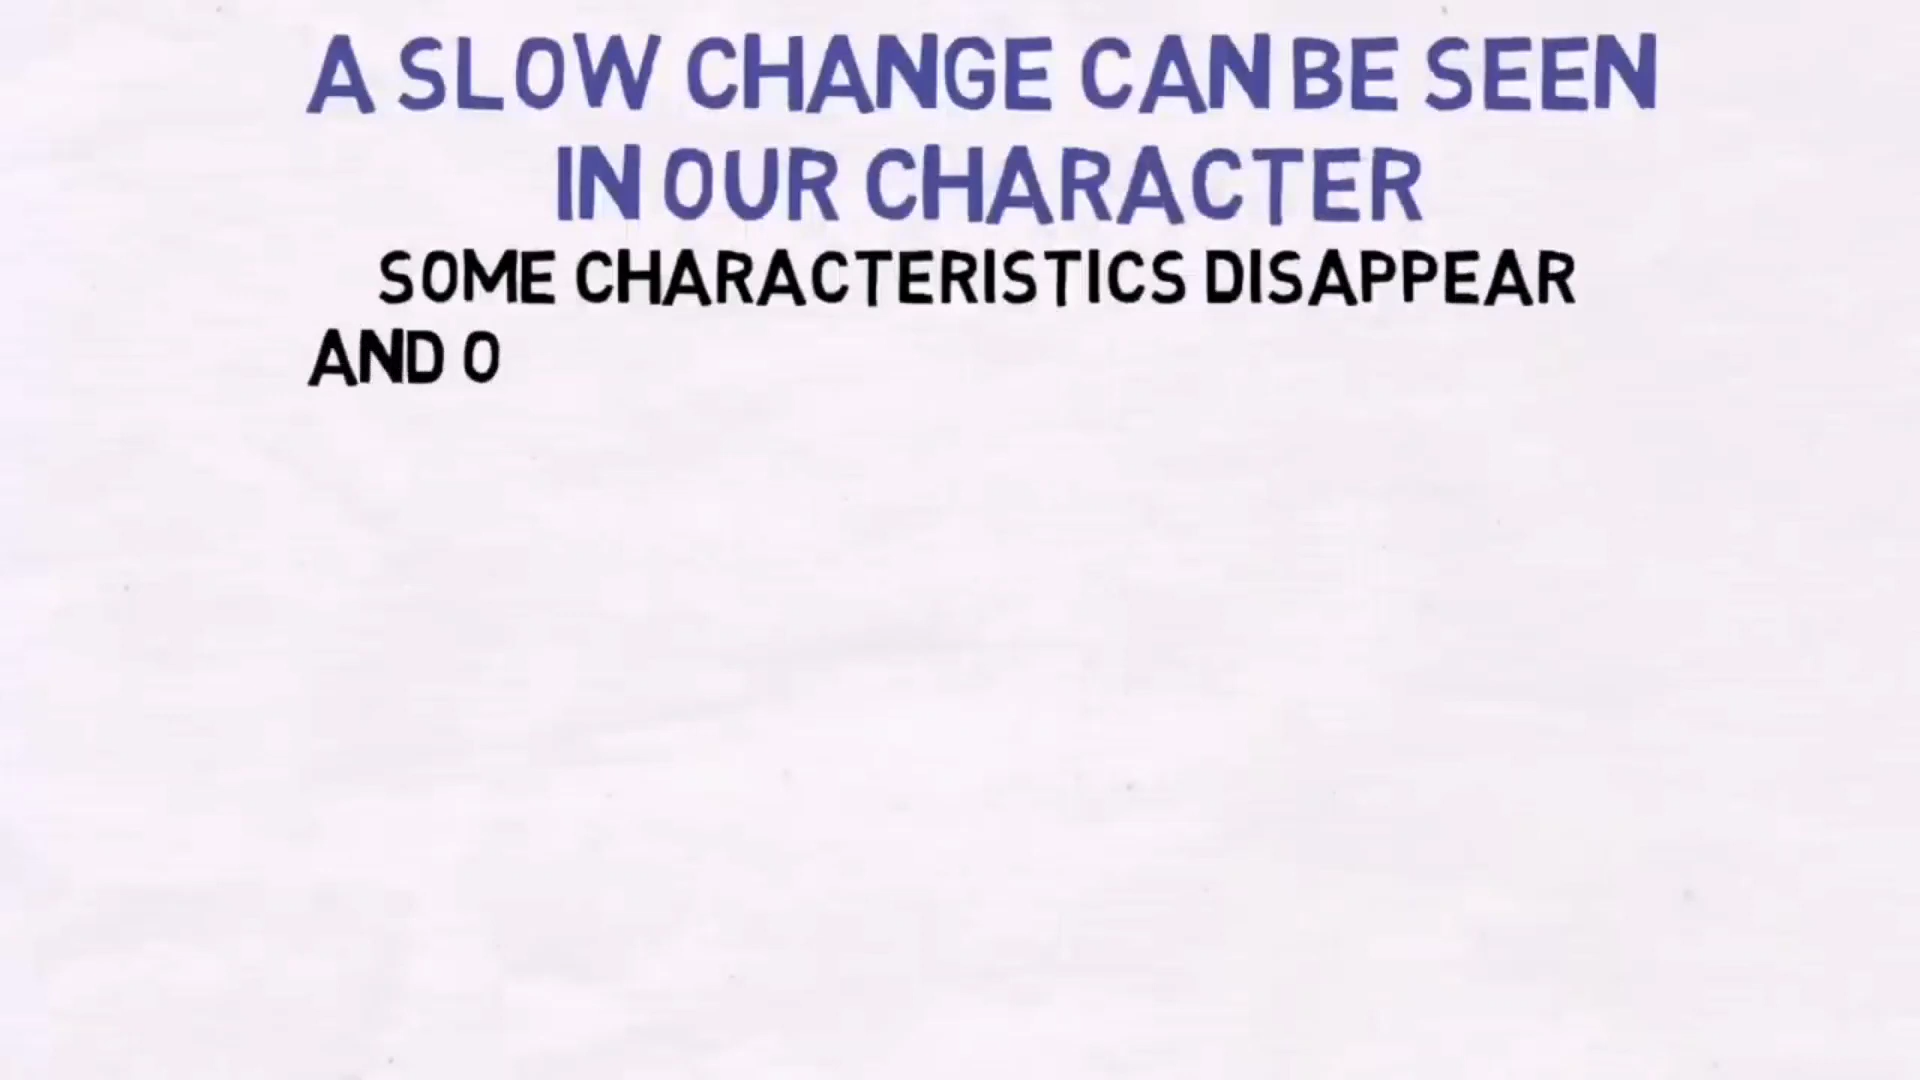 A SLOW CHANGE CAN BE SEEN
IN OUR CHARACTER
SOME CHARACTERISTICS DISAPPEAR
AND O